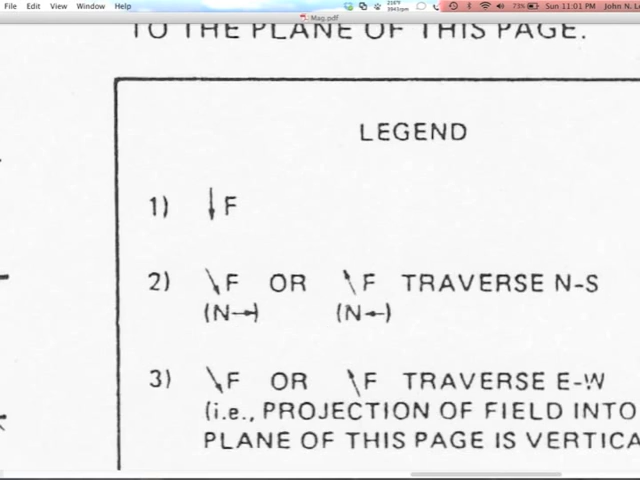 File Edit View Window Help
Sun 11:01 PM
Mag.pdf
TO THE PLANE OF THIS PAGE.
LEGEND
1) ↓F
2) ↘F OR ↖F TRAVERSE N-S
(N→) (N←)
3) ↘F OR ↖F TRAVERSE E-W
(i.e., PROJECTION OF FIELD INTO
PLANE OF THIS PAGE IS VERTICA